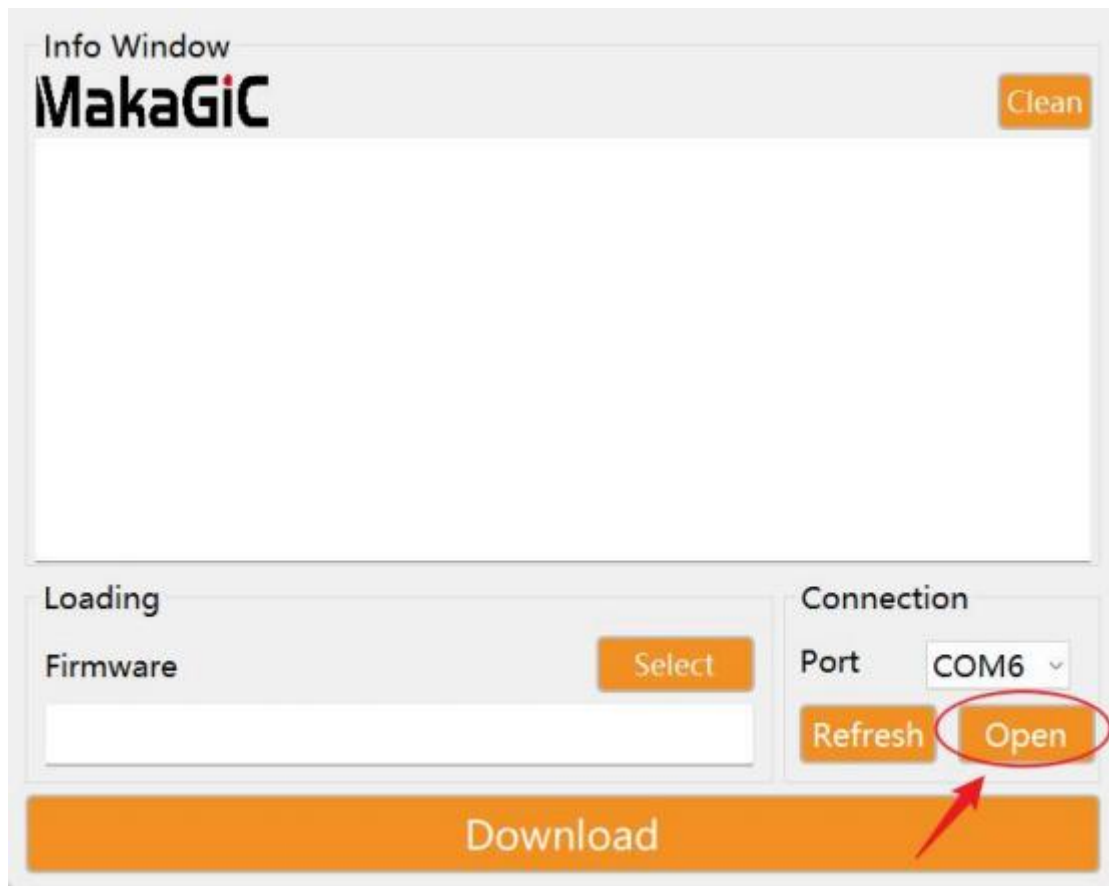 Info Window
MakaGiC
Clean
Loading
Firmware
Select
Connection
Port
COM6
Refresh
Open
Download